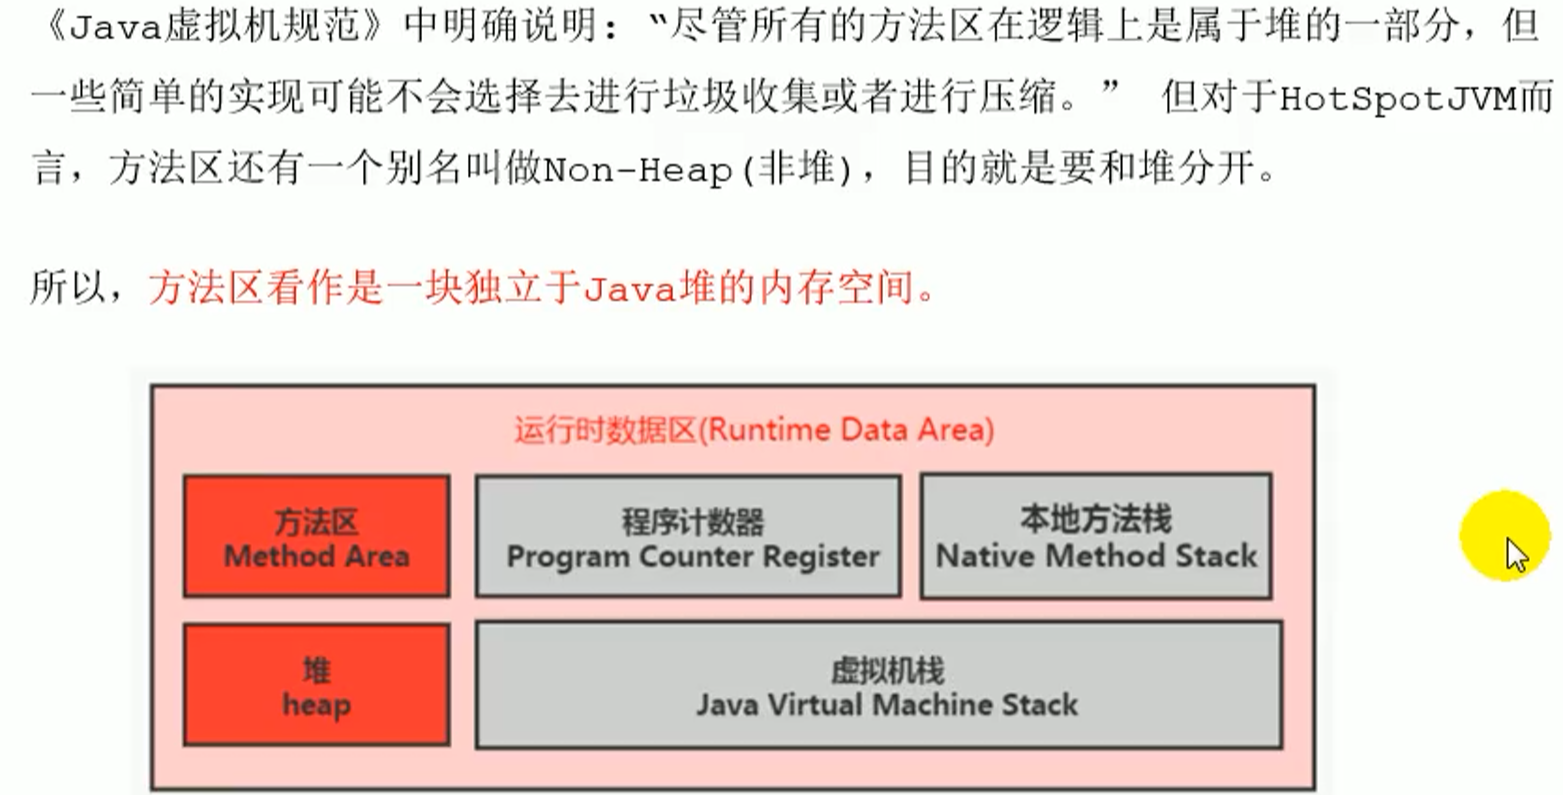 《Java虚拟机规范》中明确说明：“尽管所有的方法区在逻辑上是属于堆的一部分，但
一些简单的实现可能不会选择去进行垃圾收集或者进行压缩。” 但对于HotSpotJVM而
言，方法区还有一个别名叫做Non-Heap(非堆)，目的就是要和堆分开。
所以，方法区看作是一块独立于Java堆的内存空间。
运行时数据区(Runtime Data Area)
方法区
Method Area
程序计数器
Program Counter Register
本地方法栈
Native Method Stack
堆
heap
虚拟机栈
Java Virtual Machine Stack